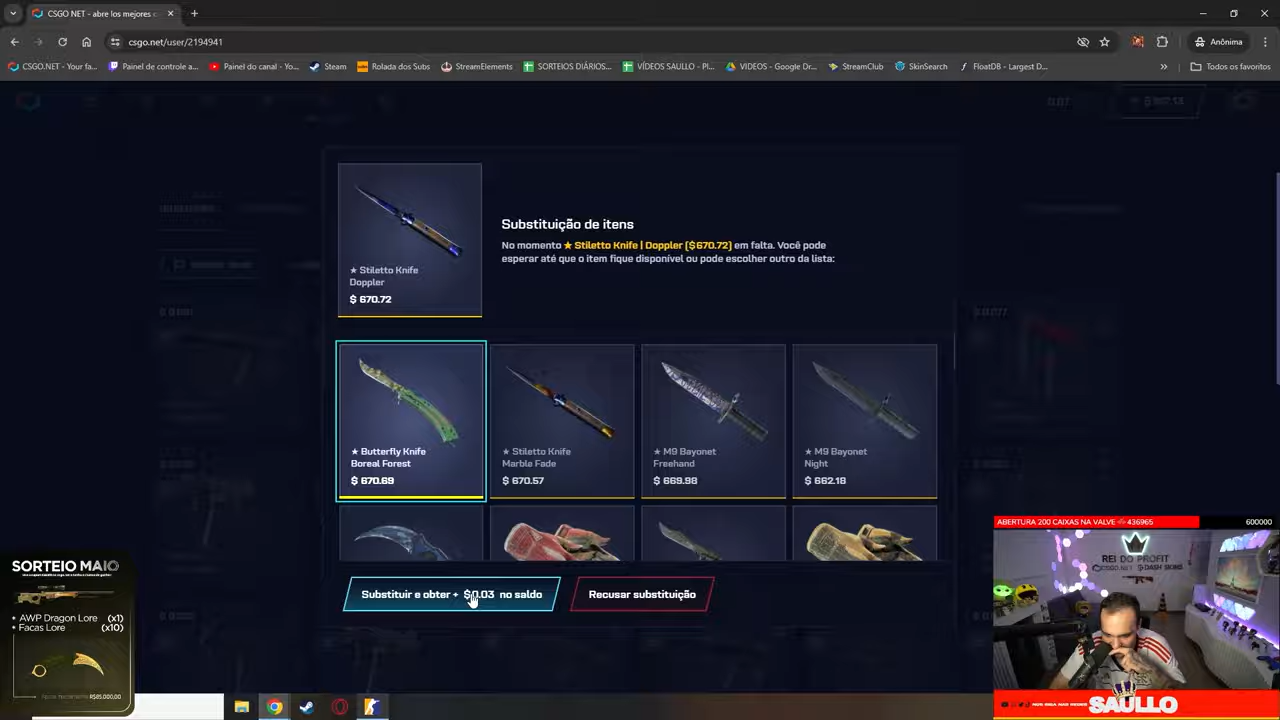 CSGO NET - abre los mejores c
csgo.net/user/2194941
Anônima
CSGO.NET - Your fa...
Painel de controle a...
Painel do canal - Yo...
Steam
Rolada dos Subs
StreamElements
SORTEIOS DIÁRIOS...
VÍDEOS SAULLO - Pl...
VIDEOS - Google Dr...
StreamClub
SkinSearch
FloatDB - Largest D...
Todos os favoritos
★ Stiletto Knife
Doppler
$ 670.72
Substituição de itens
No momento ★ Stiletto Knife | Doppler ($670.72) em falta. Você pode
esperar até que o item fique disponível ou pode escolher outro da lista:
★ Butterfly Knife
Boreal Forest
$ 670.69
★ Stiletto Knife
Marble Fade
$ 670.57
★ M9 Bayonet
Freehand
$ 669.98
★ M9 Bayonet
Night
$ 662.18
Substituir e obter + $0.03 no saldo
Recusar substituição
ABERTURA 200 CAIXAS NA VALVE 436965
600000
REI DO PROFIT
CSGO.NET DASH SKINS
SAULLO
SORTEIO MAIO
• AWP Dragon Lore (x1)
• Facas Lore (x10)
R$85.000,00